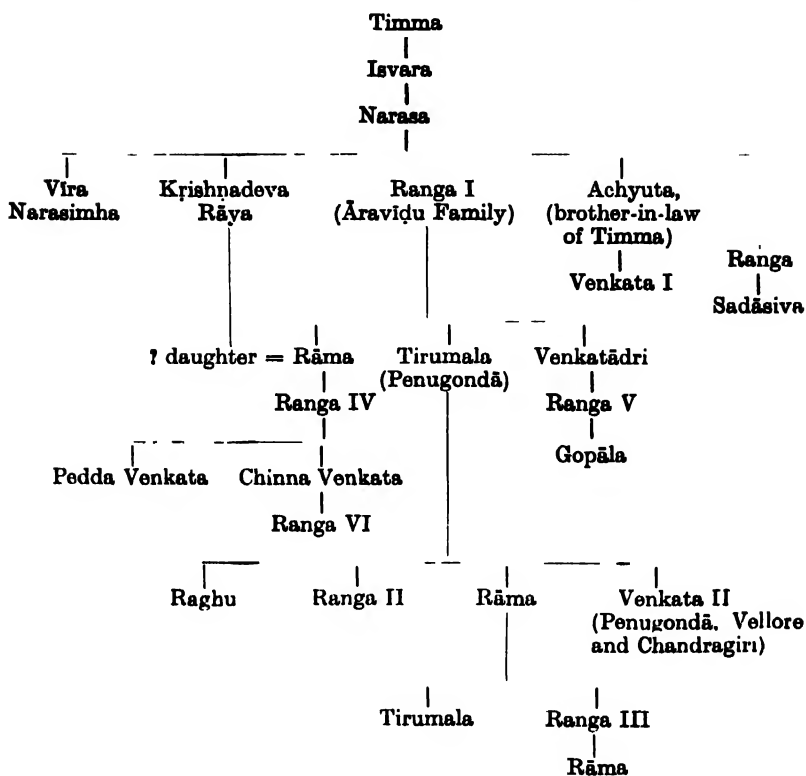 Timma
Isvara
Narasa
Vīra Narasimha
Kṛishṇadeva Rāya
Ranga I (Āravīḍu Family)
Achyuta, (brother-in-law of Timma)
Venkata I
Ranga
Sadāsiva
? daughter = Rāma
Tirumala (Penugondā)
Venkatādri
Ranga IV
Ranga V
Gopāla
Pedda Venkata
Chinna Venkata
Ranga VI
Raghu
Ranga II
Rāma
Venkata II (Penugondā, Vellore and Chandragiri)
Tirumala
Ranga III
Rāma